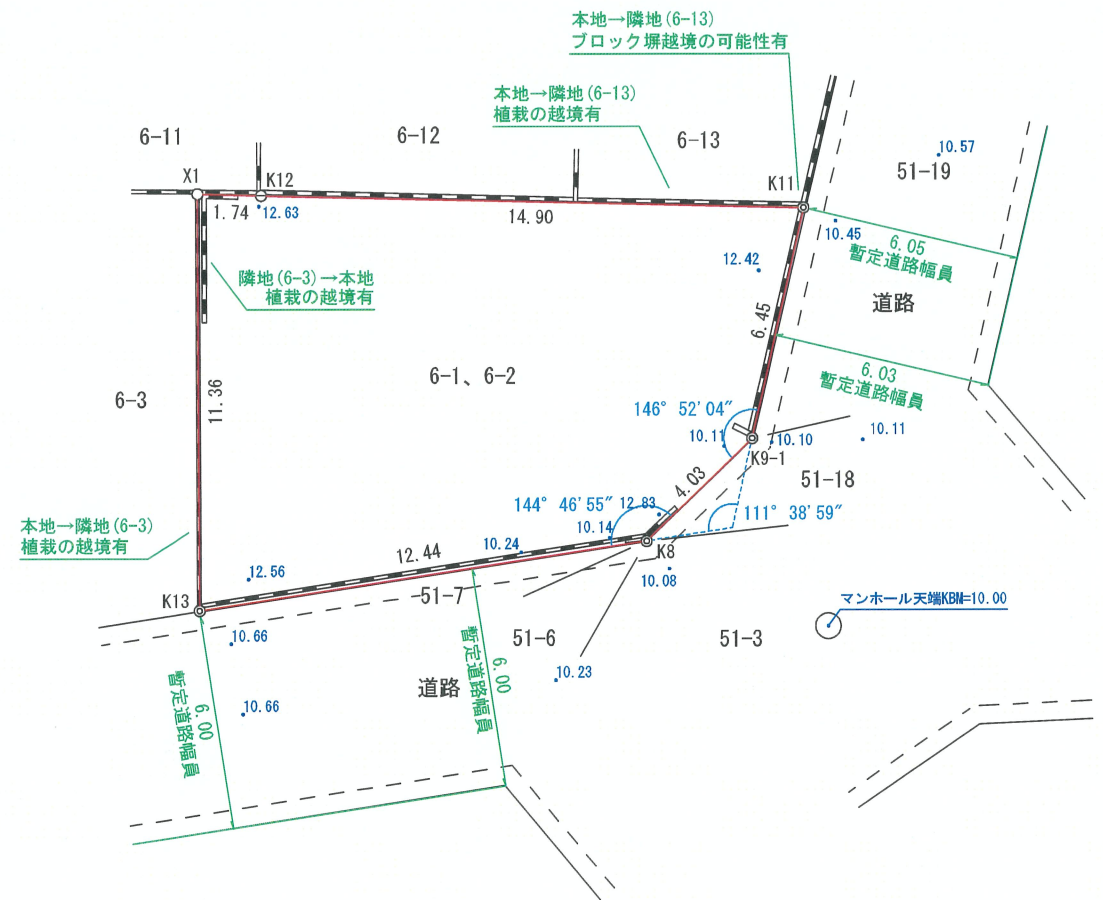 本地→隣地(6-13)
ブロック塀越境の可能性有
本地→隣地(6-13)
植栽の越境有
6-11
6-12
6-13
10.57
51-19
X1
K12
K11
1.74
12.63
14.90
10.45
12.42
6.05
暫定道路幅員
隣地(6-3)→本地
植栽の越境有
道路
6.45
6-1、6-2
6-3
11.36
6.03
暫定道路幅員
146° 52'04"
10.11
10.10
10.11
K9-1
51-18
4.03
144° 46'55"
12.83
111° 38'59"
10.14
本地→隣地(6-3)
植栽の越境有
12.44
10.24
K8
12.56
10.08
K13
51-7
マンホール天端KBM=10.00
10.66
51-6
51-3
6.00
暫定道路幅員
10.23
道路
10.66
6.00
暫定道路幅員